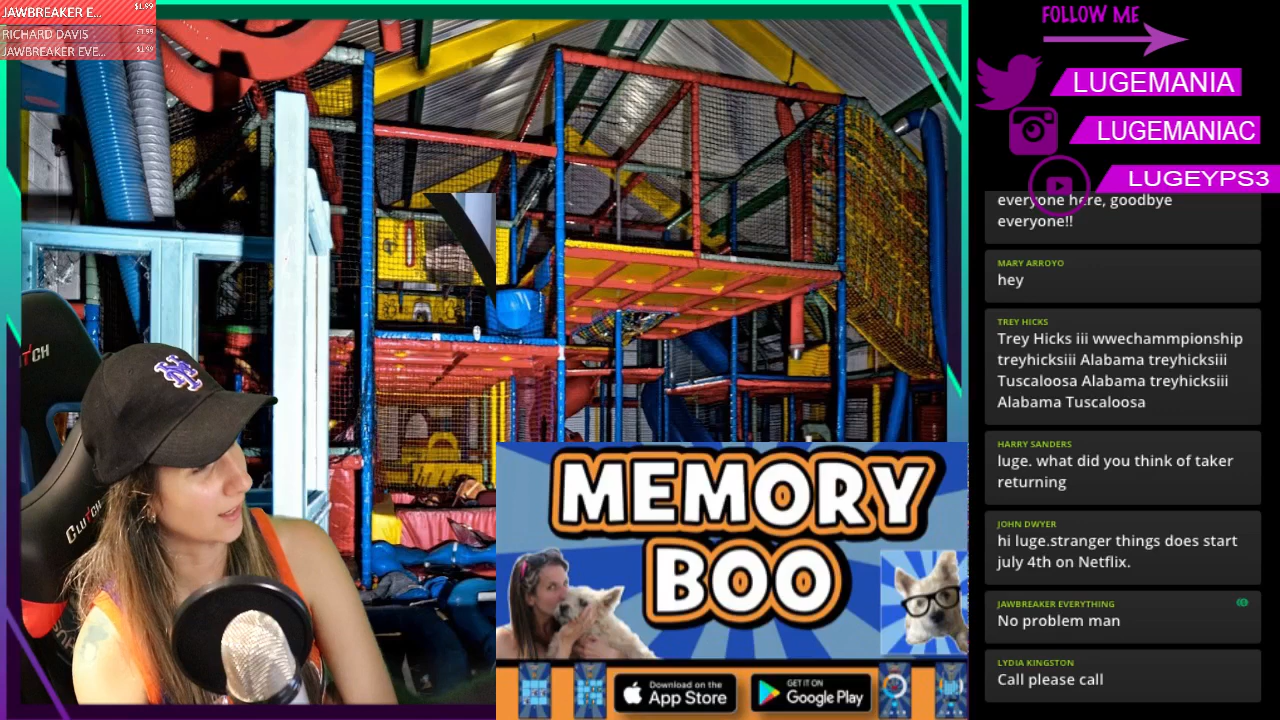 JAWBREAKER E...
$1.99
RICHARD DAVIS
JAWBREAKER EVE...
FOLLOW ME
LUGEMANIA
LUGEMANIAC
LUGEYPS3
everyone here, goodbye
everyone!!
MARY ARROYO
hey
TREY HICKS
Trey Hicks iii wwechammpionship
treyhicksiii Alabama treyhicksiii
Tuscaloosa Alabama treyhicksiii
Alabama Tuscaloosa
HARRY SANDERS
luge. what did you think of taker
returning
JOHN DWYER
hi luge.stranger things does start
july 4th on Netflix.
JAWBREAKER EVERYTHING
No problem man
LYDIA KINGSTON
Call please call
CLUTCH
MEMORY
BOO
Download on the
App Store
GET IT ON
Google Play